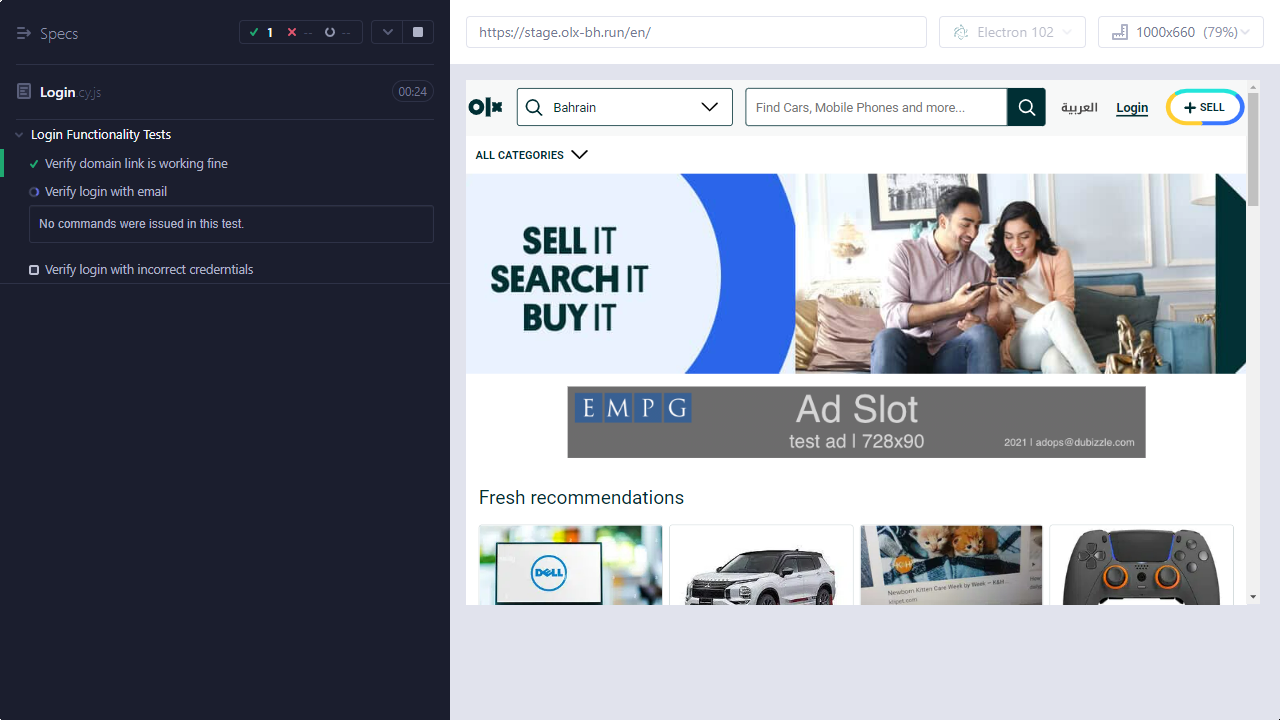 Specs
1
--
--
https://stage.olx-bh.run/en/
Electron 102
1000x660 (79%)
Login.cy.js
00:24
Login Functionality Tests
Verify domain link is working fine
Verify login with email
No commands were issued in this test.
Verify login with incorrect credenrtials
olx
Bahrain
Find Cars, Mobile Phones and more...
العربية
Login
SELL
ALL CATEGORIES
SELL IT
SEARCH IT
BUY IT
EMPG
Ad Slot
test ad | 728x90
2021 | adops@dubizzle.com
Fresh recommendations
DELL
K&H
Newborn Kitten Care Week by Week – K&H...